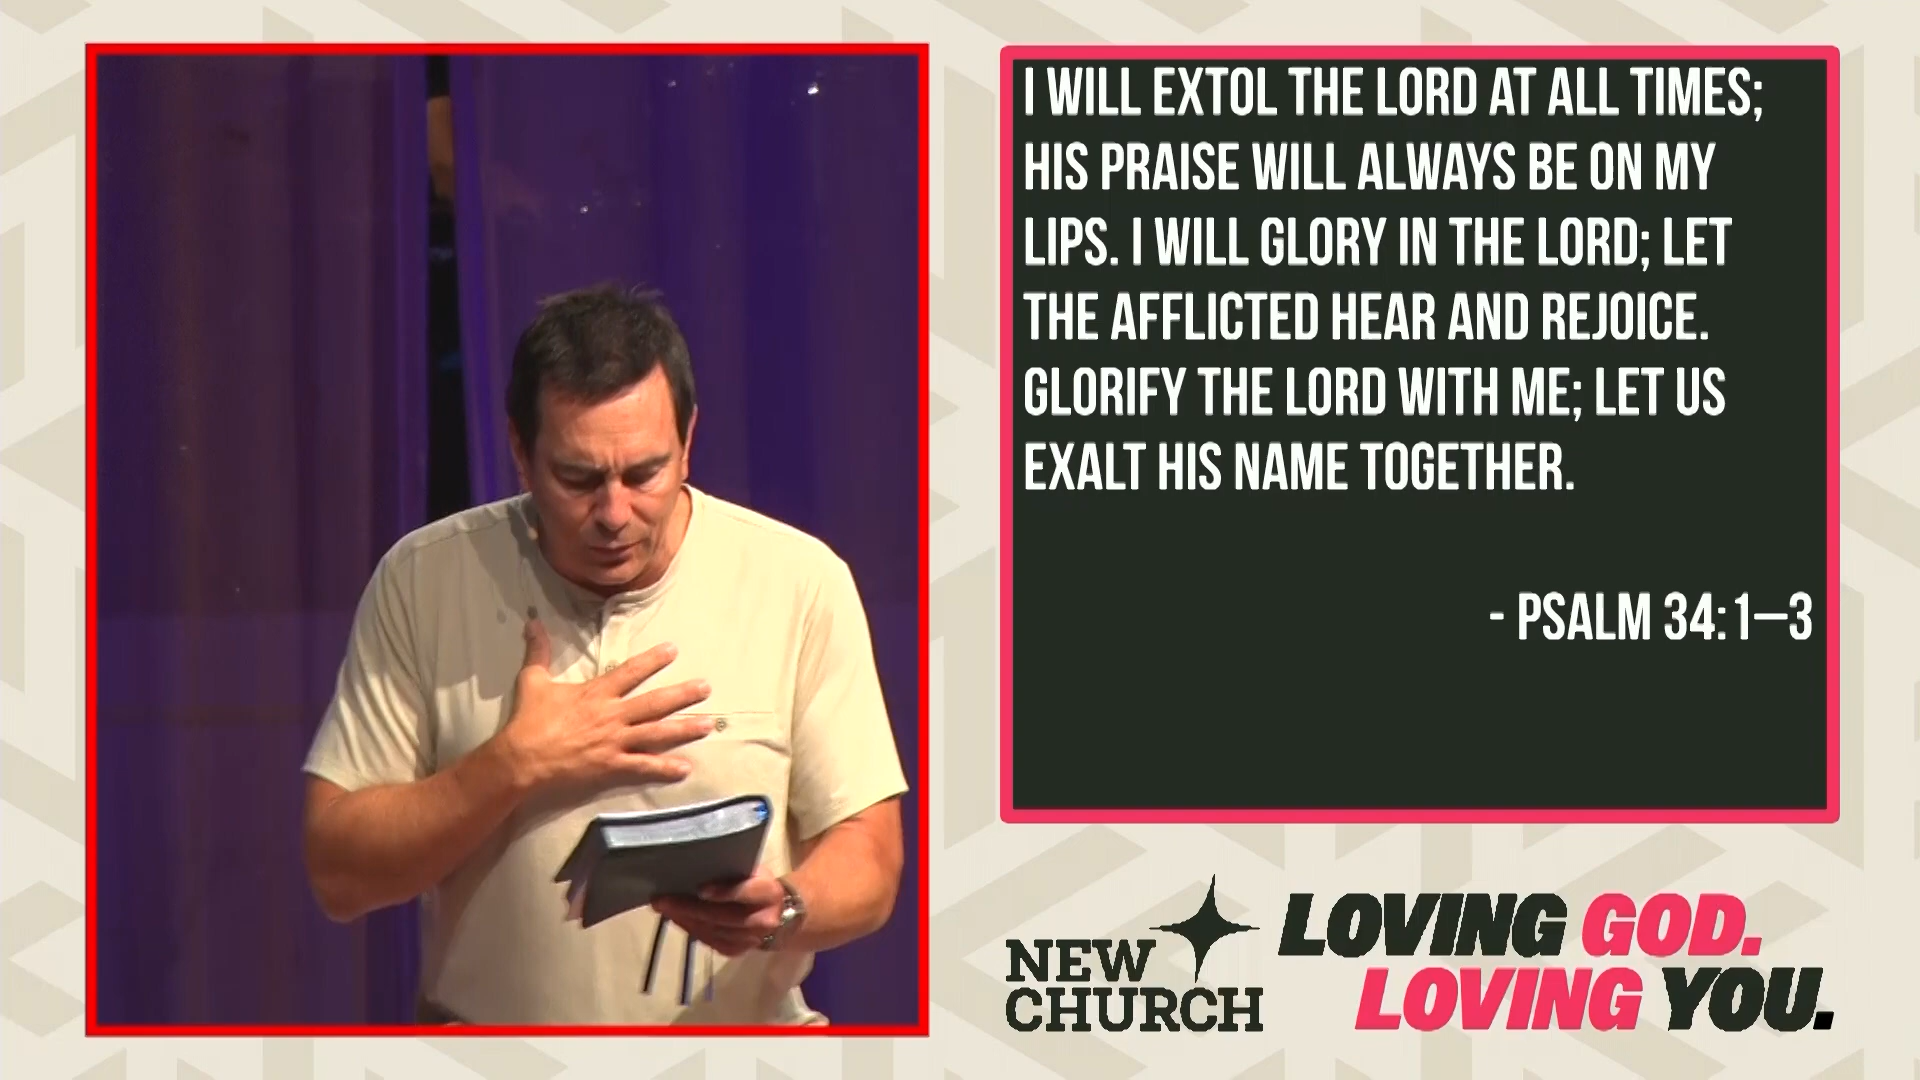 I WILL EXTOL THE LORD AT ALL TIMES;
HIS PRAISE WILL ALWAYS BE ON MY
LIPS. I WILL GLORY IN THE LORD; LET
THE AFFLICTED HEAR AND REJOICE.
GLORIFY THE LORD WITH ME; LET US
EXALT HIS NAME TOGETHER.
- PSALM 34:1–3
NEW
CHURCH
LOVING GOD.
LOVING YOU.